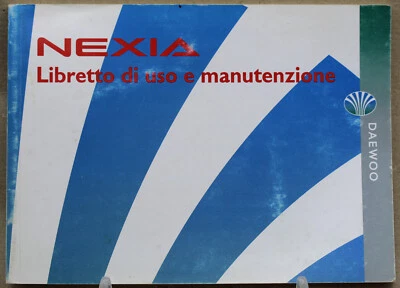 NEXIA
Libretto di uso e manutenzione
DAEWOO